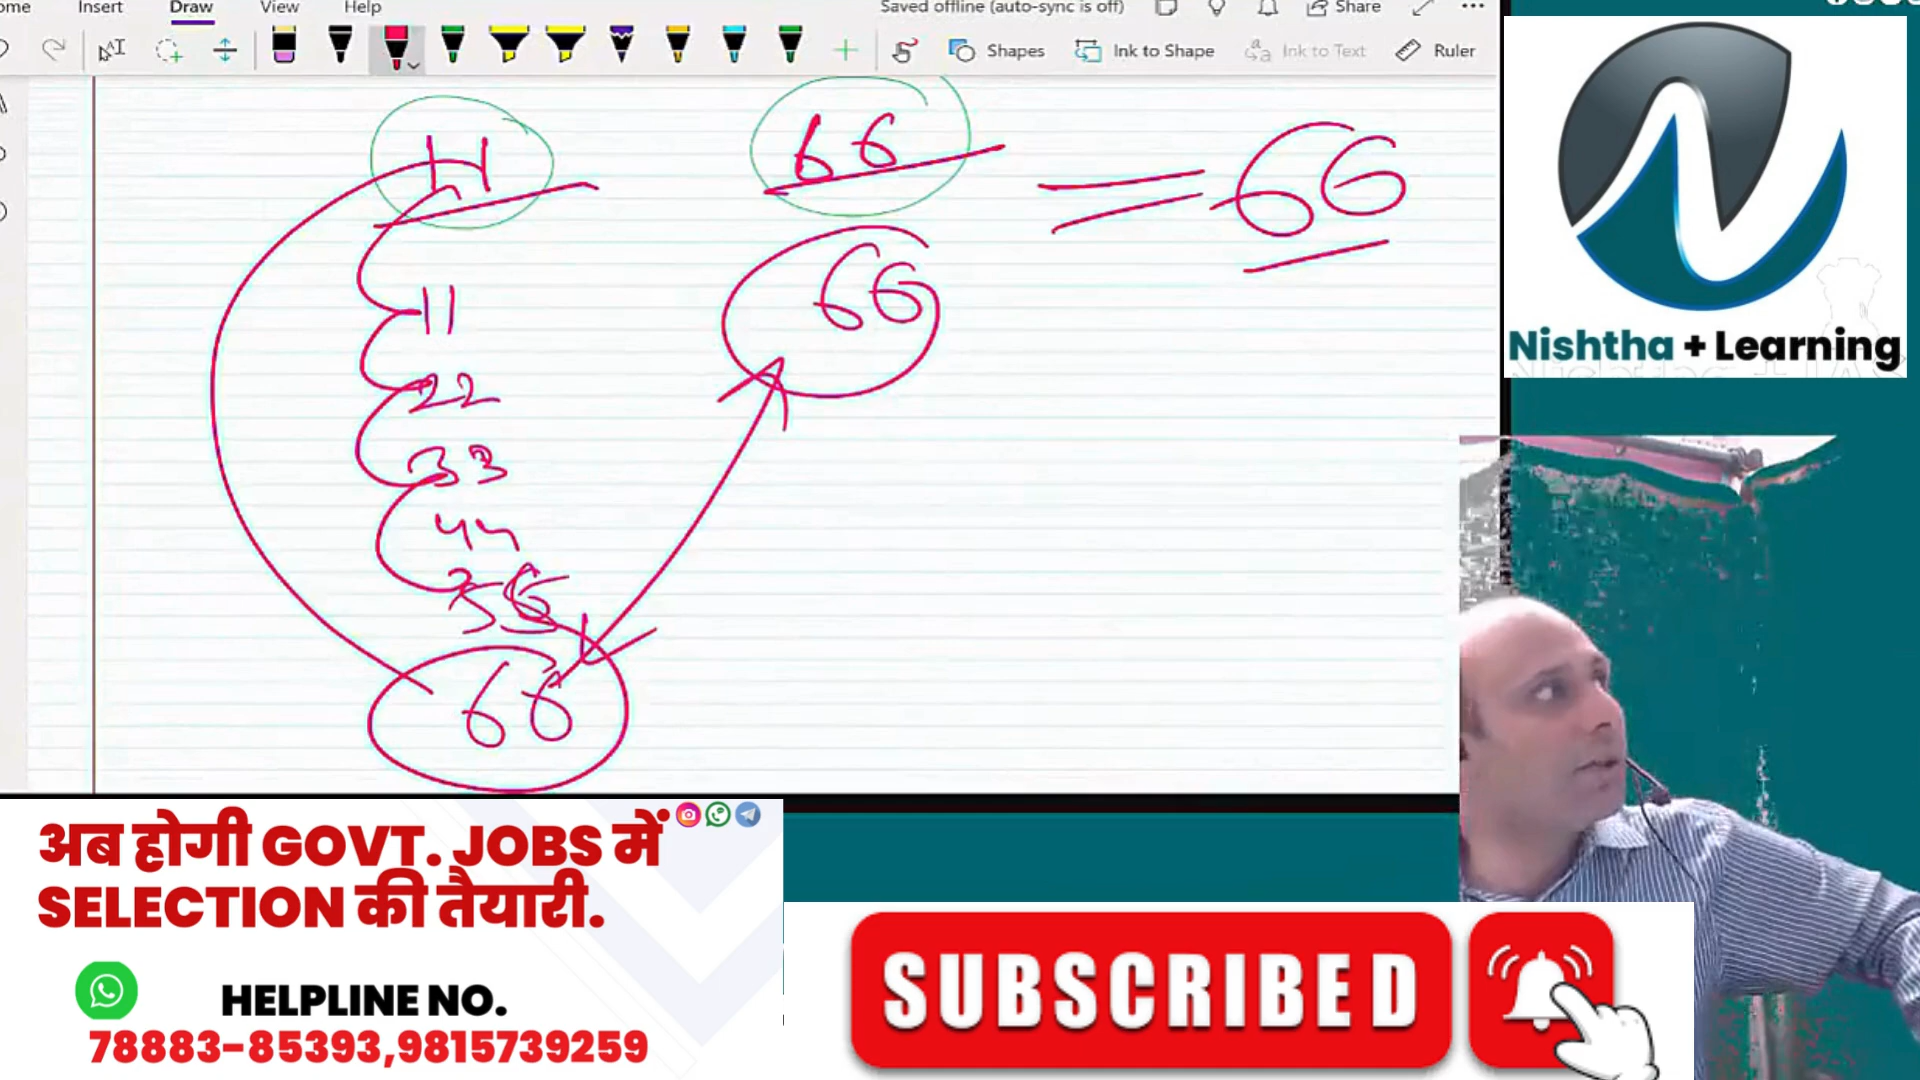 Insert Draw View Help Saved offline (auto-sync is off) Share
Shapes Ink to Shape Ink to Text Ruler
11 66 = 66
66
11
22
33
44
55
66
Nishtha + Learning
अब होगी GOVT. JOBS में
SELECTION की तैयारी.
HELPLINE NO.
78883-85393,9815739259
SUBSCRIBED